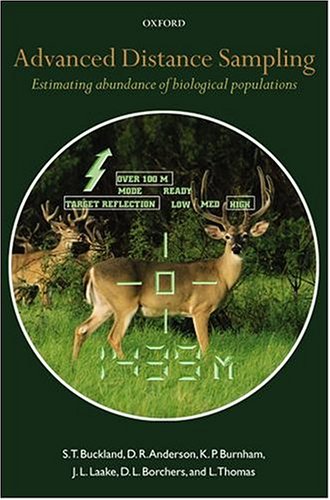 OXFORD
Advanced Distance Sampling
Estimating abundance of biological populations
OVER 100 M
MODE READY
TARGET REFLECTION LOW MED HIGH
1499 M
S.T. Buckland, D.R. Anderson, K.P. Burnham,
J.L. Laake, D.L. Borchers, and L. Thomas